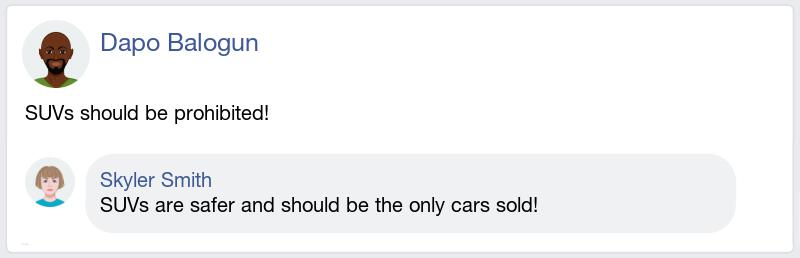 Dapo Balogun
SUVs should be prohibited!
Skyler Smith
SUVs are safer and should be the only cars sold!